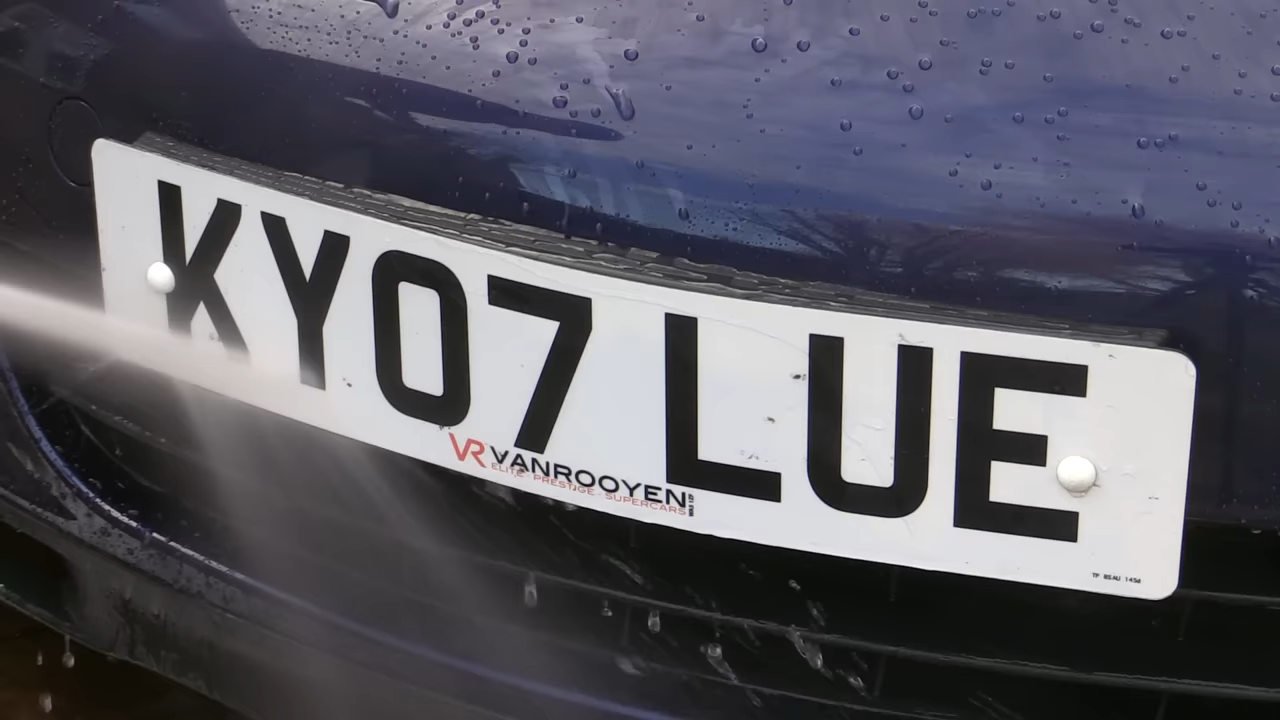 KY07 LUE
VR VANROOYEN
ELITE · PRESTIGE · SUPERCARS